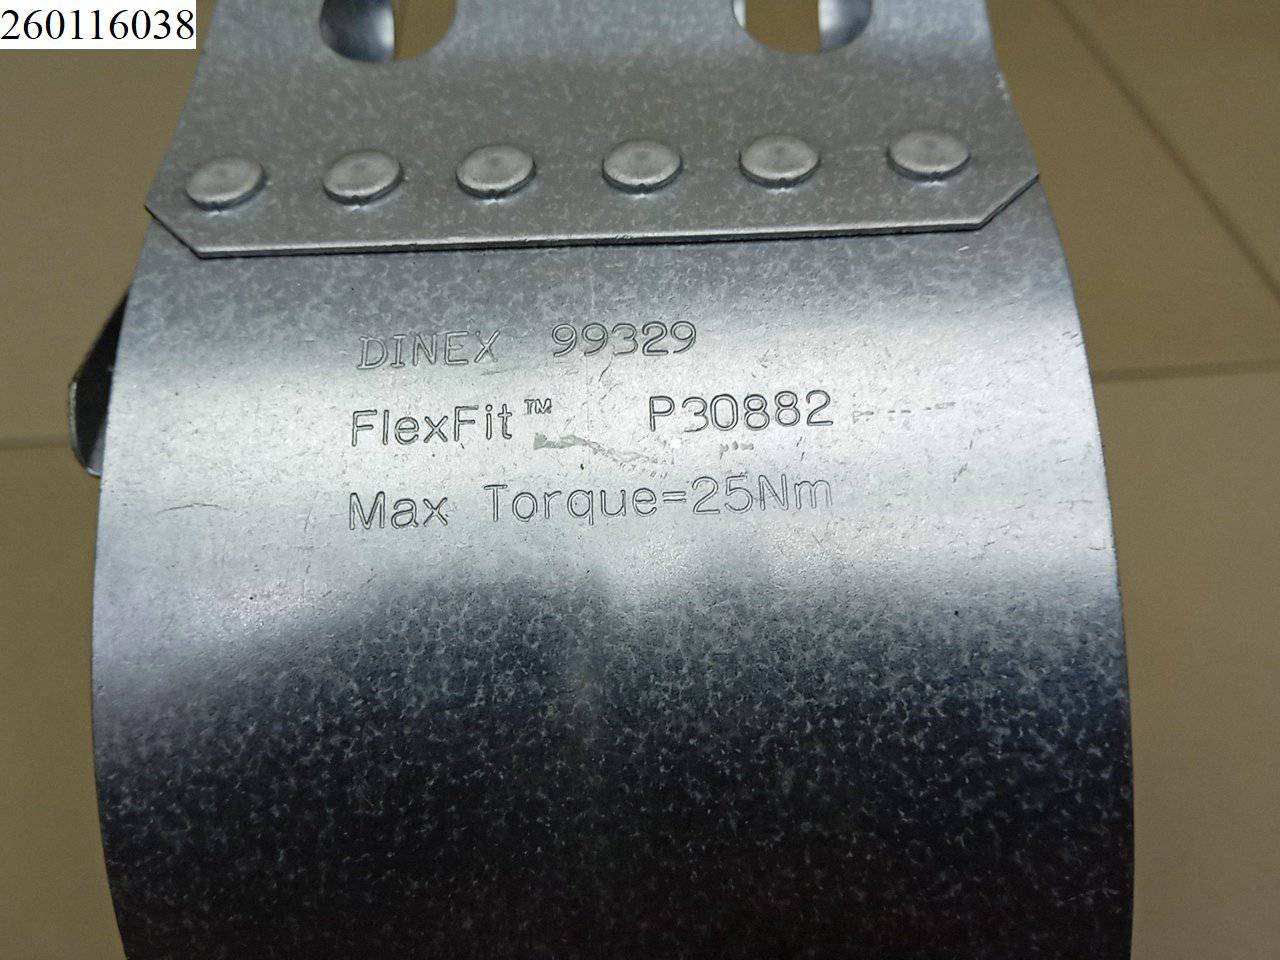 260116038
DINEX 99329
FlexFit™ P30882
Max Torque=25Nm